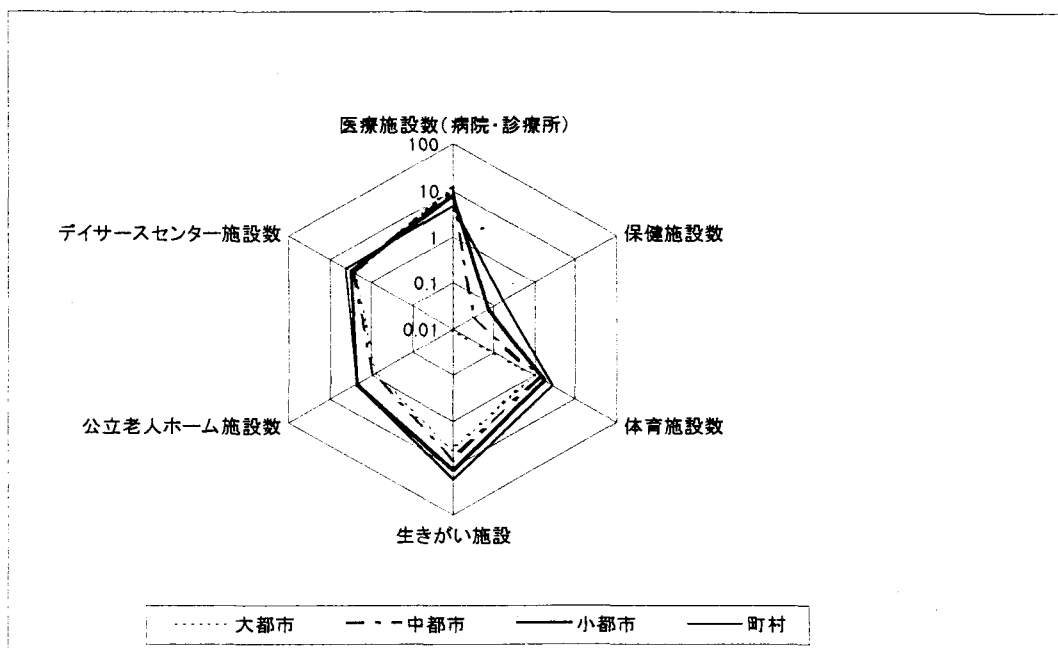 医療施設数(病院・診療所)
100
10
1
0.1
0.01
デイサースセンター施設数
保健施設数
公立老人ホーム施設数
体育施設数
生きがい施設
大都市 中都市 小都市 町村